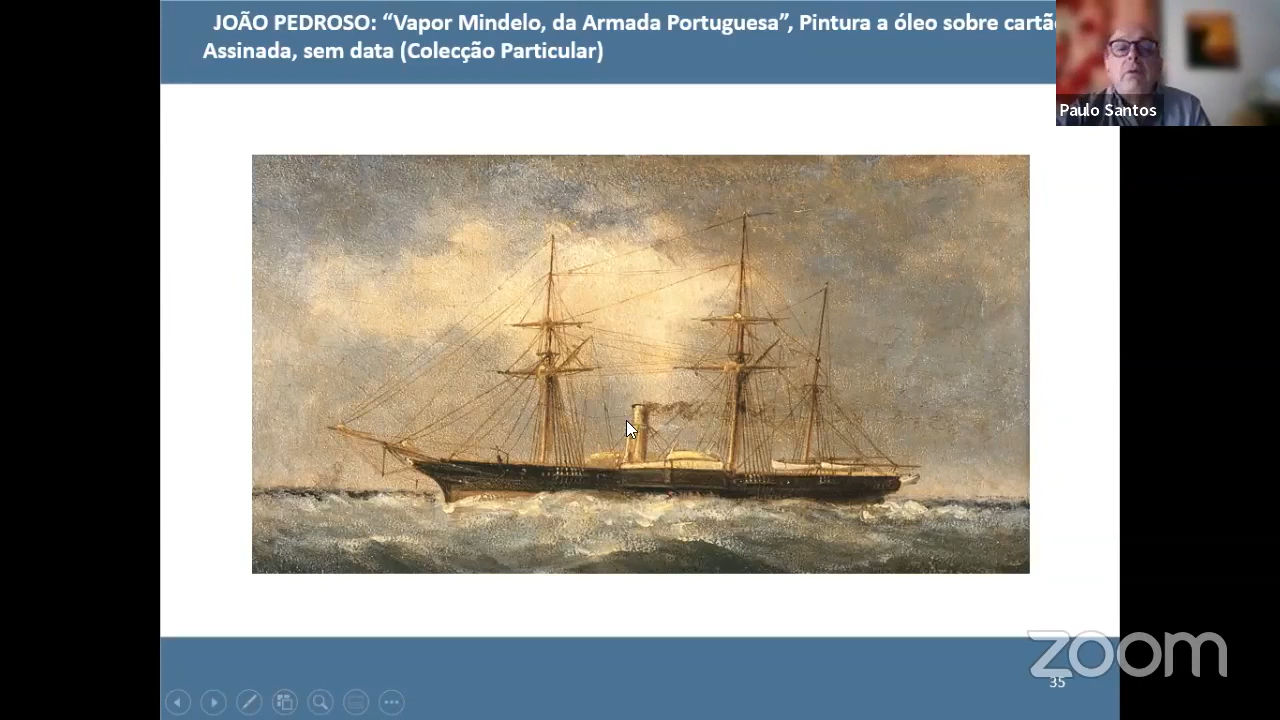 JOÃO PEDROSO: “Vapor Mindelo, da Armada Portuguesa”, Pintura a óleo sobre cartão
Assinada, sem data (Colecção Particular)
Paulo Santos
zoom
35